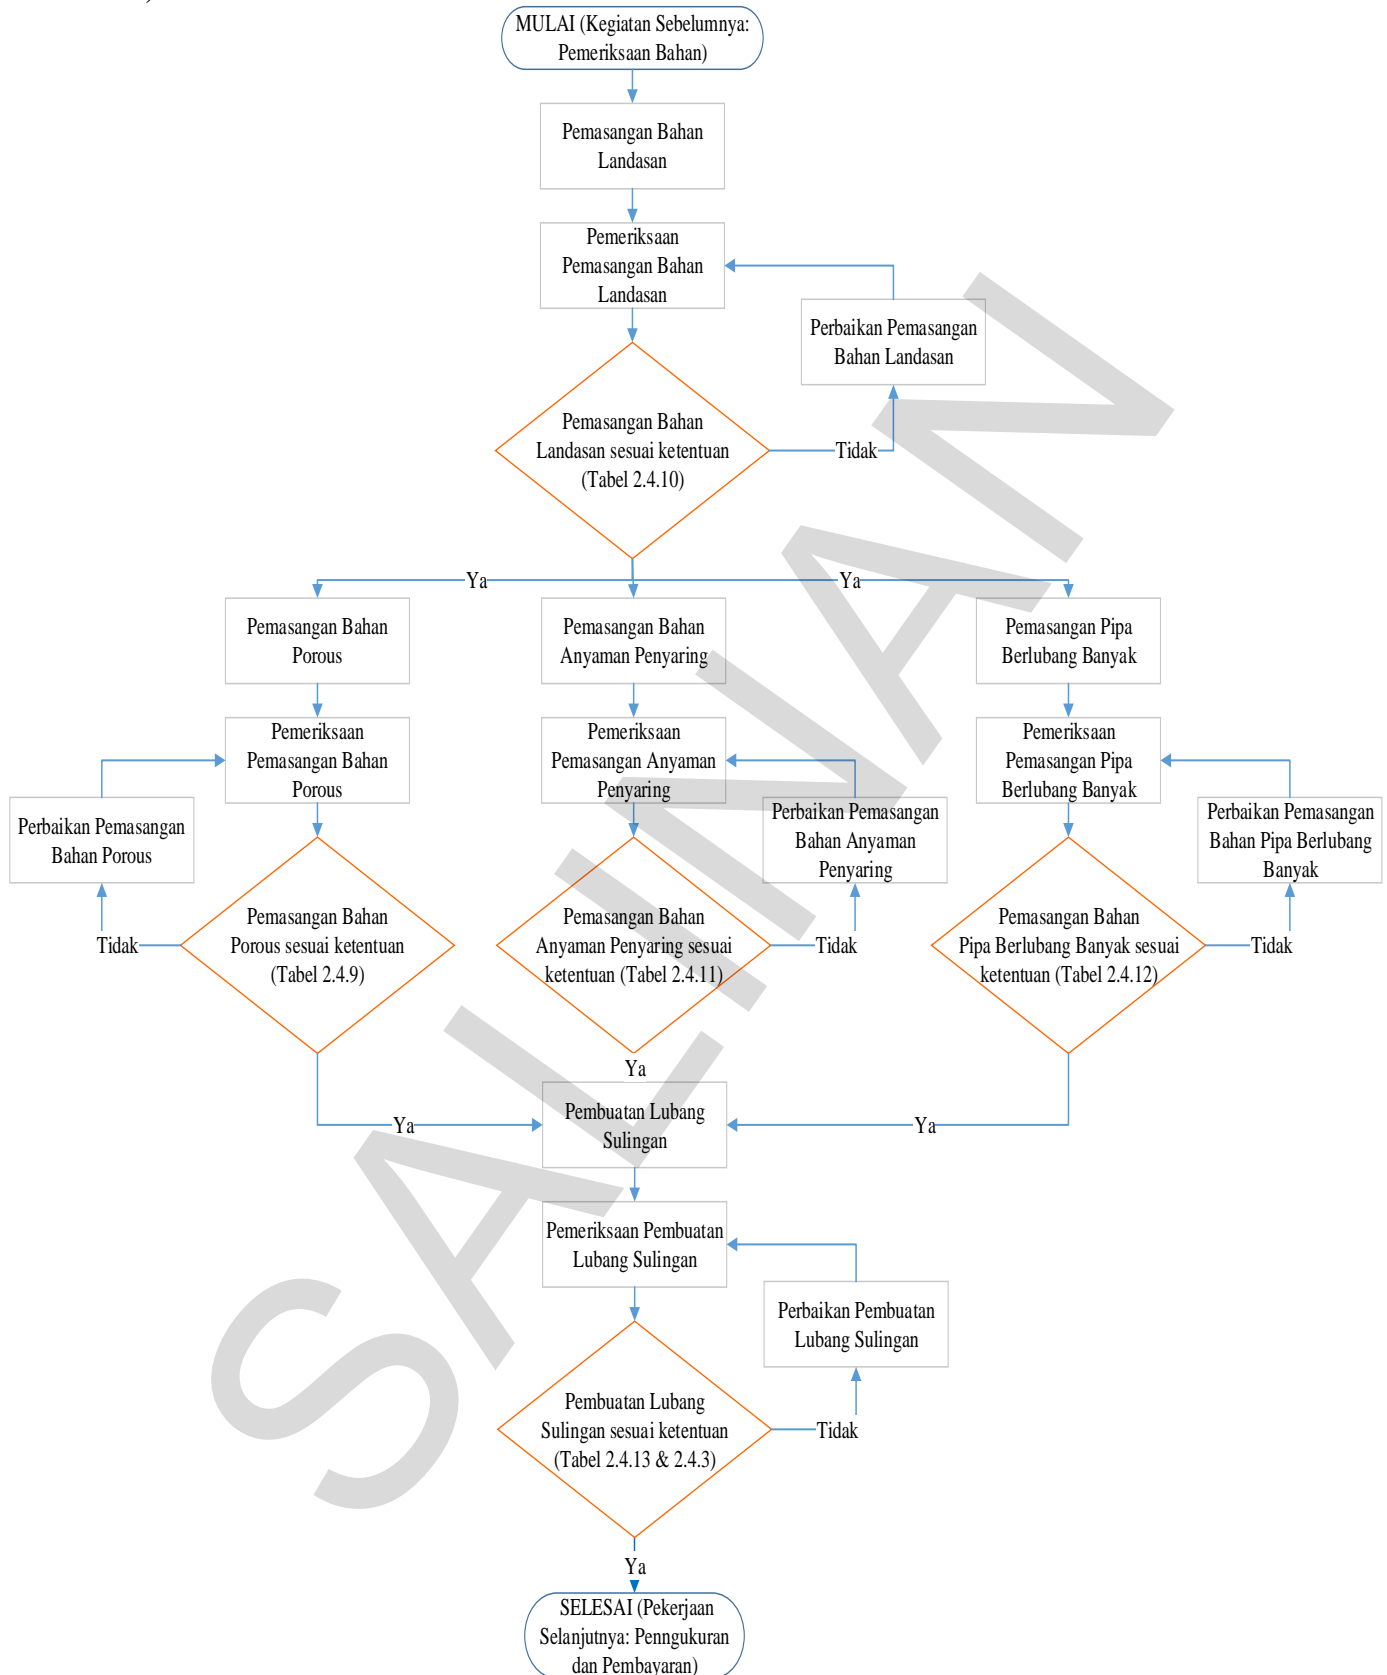 MULAI (Kegiatan Sebelumnya:
Pemeriksaan Bahan)
Pemasangan Bahan
Landasan
Pemeriksaan
Pemasangan Bahan
Landasan
Perbaikan Pemasangan
Bahan Landasan
Pemasangan Bahan
Landasan sesuai ketentuan
(Tabel 2.4.10)
Tidak
Ya
Ya
Pemasangan Bahan
Porous
Pemasangan Bahan
Anyaman Penyaring
Pemasangan Pipa
Berlubang Banyak
Pemeriksaan
Pemasangan Bahan
Porous
Pemeriksaan
Pemasangan Anyaman
Penyaring
Pemeriksaan
Pemasangan Pipa
Berlubang Banyak
Perbaikan Pemasangan
Bahan Porous
Perbaikan Pemasangan
Bahan Anyaman
Penyaring
Perbaikan Pemasangan
Bahan Pipa Berlubang
Banyak
Tidak
Pemasangan Bahan
Porous sesuai ketentuan
(Tabel 2.4.9)
Pemasangan Bahan
Anyaman Penyaring sesuai
ketentuan (Tabel 2.4.11)
Tidak
Pemasangan Bahan
Pipa Berlubang Banyak sesuai
ketentuan (Tabel 2.4.12)
Tidak
Ya
Ya
Pembuatan Lubang
Sulingan
Ya
Pemeriksaan Pembuatan
Lubang Sulingan
Perbaikan Pembuatan
Lubang Sulingan
Pembuatan Lubang
Sulingan sesuai ketentuan
(Tabel 2.4.13 & 2.4.3)
Tidak
Ya
SELESAI (Pekerjaan
Selanjutnya: Penngukuran
dan Pembayaran)
SALINAN